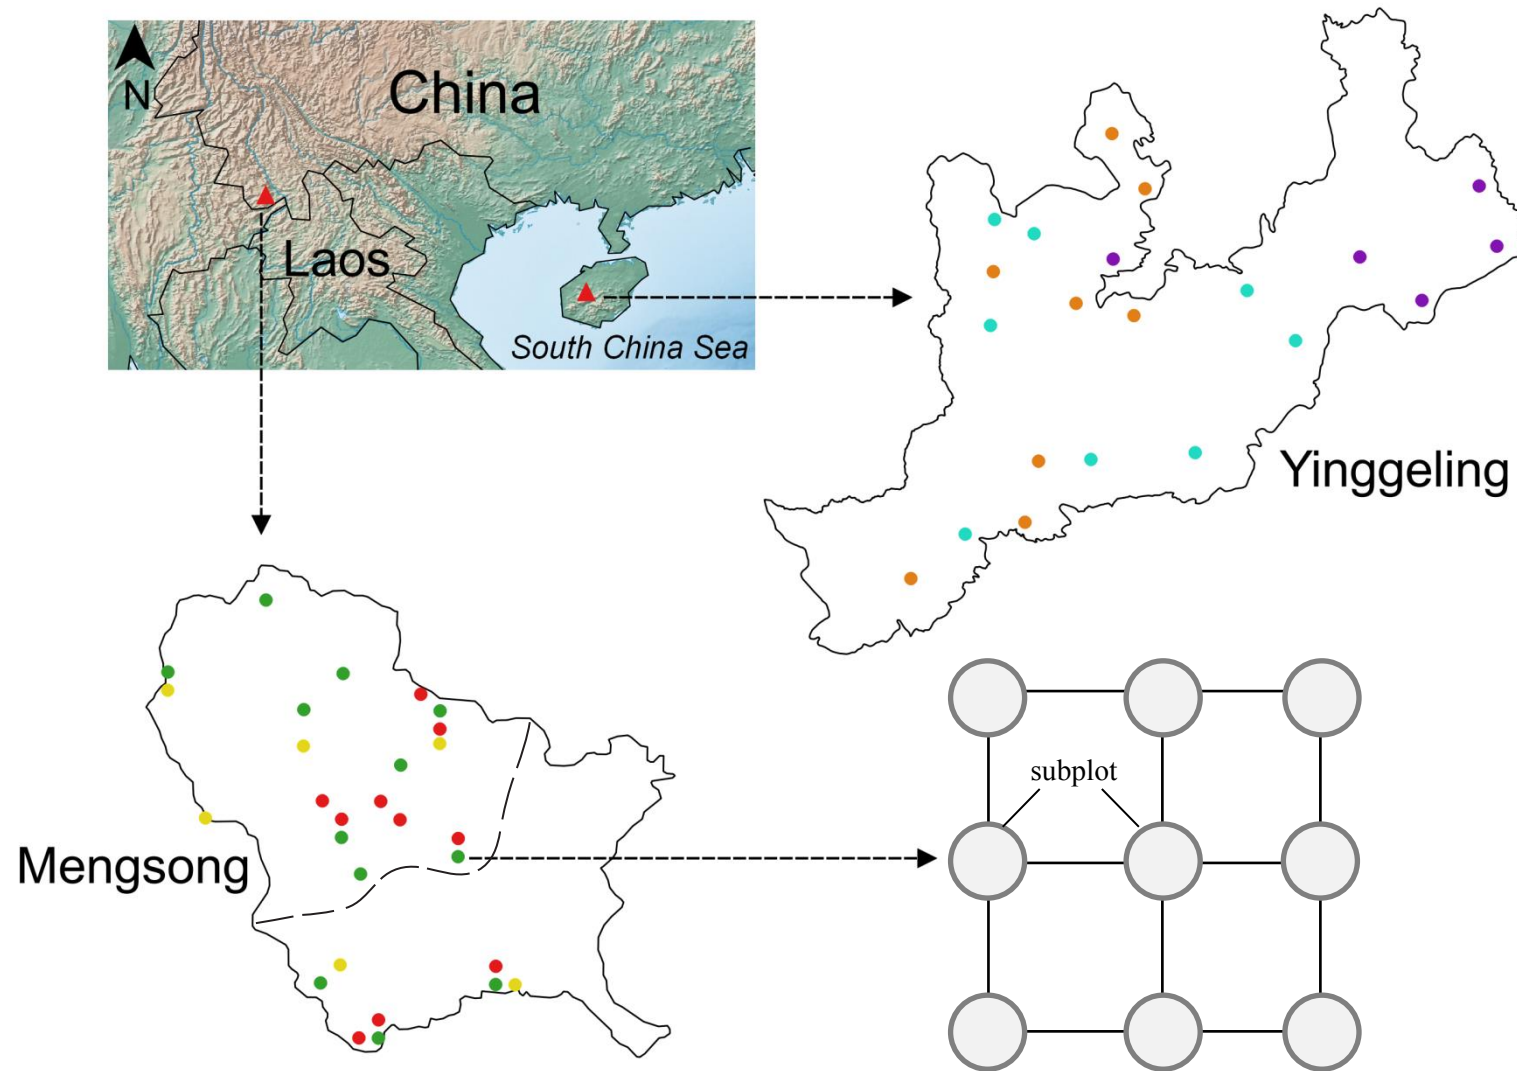 N
China
Laos
South China Sea
Yinggeling
subplot
Mengsong